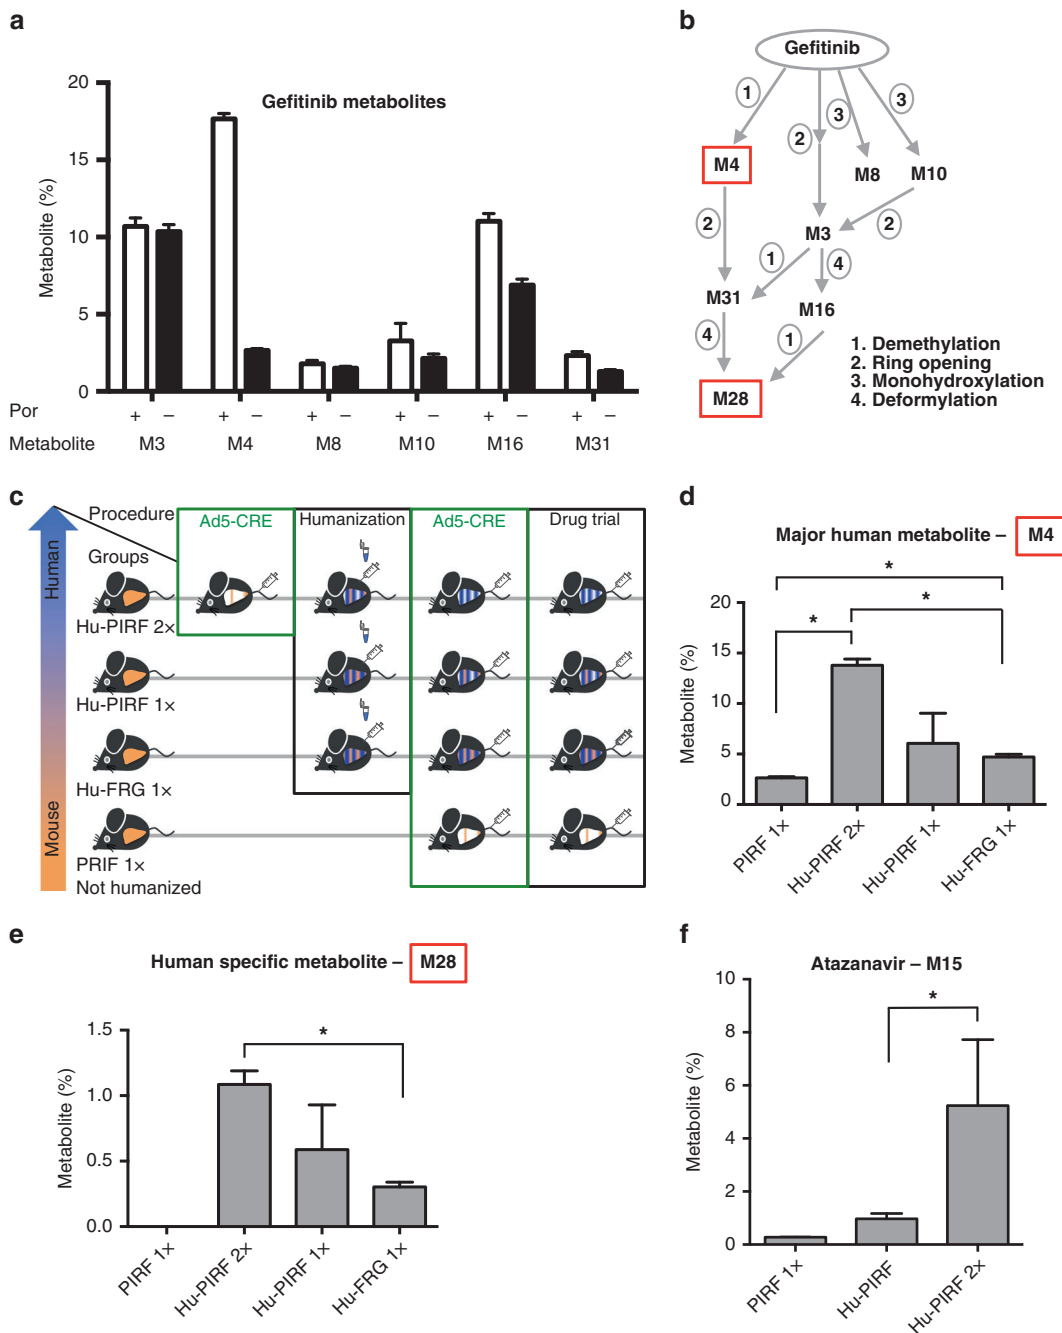 a
Gefitinib metabolites
Metabolite (%)
20
15
10
5
0
Por + − + − + − + − + − + −
Metabolite M3 M4 M8 M10 M16 M31
b
Gefitinib
1
3
3
2
M4
M8
M10
2
M3
2
1
4
M31
M16
4
1
M28
1. Demethylation
2. Ring opening
3. Monohydroxylation
4. Deformylation
c
Human
Mouse
Procedure
Ad5-CRE
Humanization
Ad5-CRE
Drug trial
Groups
Hu-PIRF 2×
Hu-PIRF 1×
Hu-FRG 1×
PRIF 1×
Not humanized
d
Major human metabolite – M4
Metabolite (%)
20
15
10
5
0
*
*
*
PIRF 1×
Hu-PIRF 2×
Hu-PIRF 1×
Hu-FRG 1×
e
Human specific metabolite – M28
Metabolite (%)
1.5
1.0
0.5
0.0
*
PIRF 1×
Hu-PIRF 2×
Hu-PIRF 1×
Hu-FRG 1×
f
Atazanavir – M15
Metabolite (%)
10
8
6
4
2
0
*
PIRF 1×
Hu-PIRF
Hu-PIRF 2×